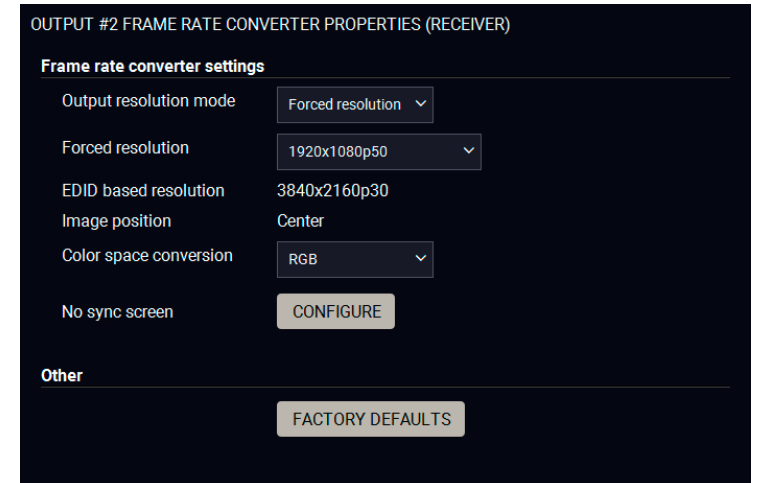 OUTPUT #2 FRAME RATE CONVERTER PROPERTIES (RECEIVER)
Frame rate converter settings
Output resolution mode Forced resolution
Forced resolution 1920x1080p50
EDID based resolution 3840x2160p30
Image position Center
Color space conversion RGB
No sync screen CONFIGURE
Other
FACTORY DEFAULTS